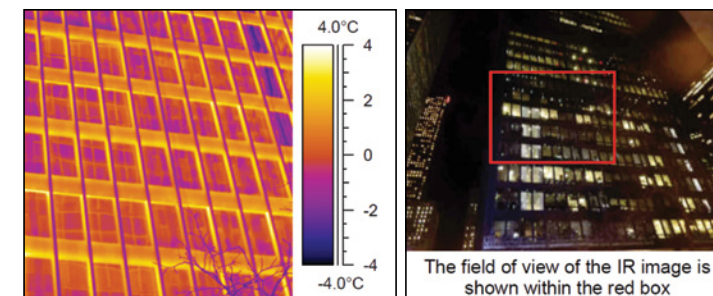 4.0°C
4
2
0
-2
-4
-4.0°C
The field of view of the IR image is
shown within the red box